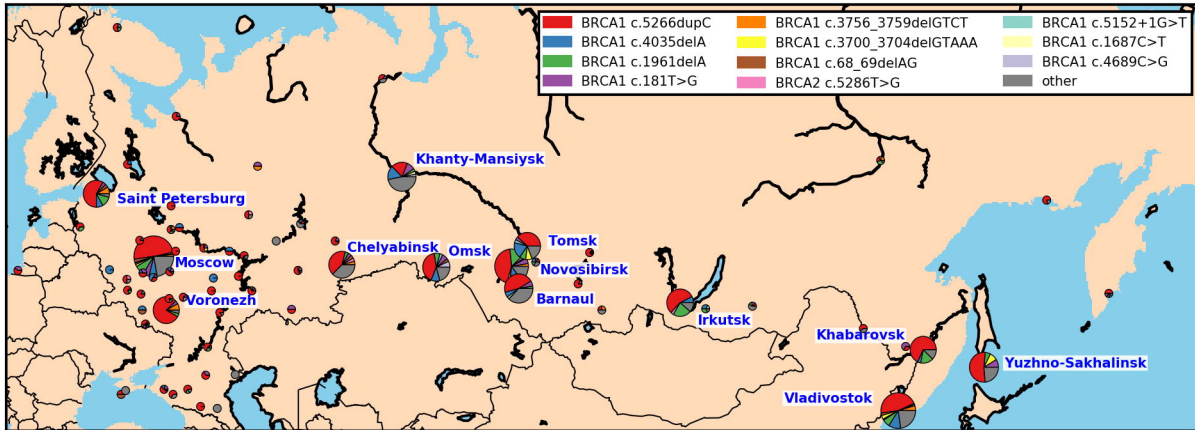 BRCA1 c.5266dupC
BRCA1 c.4035delA
BRCA1 c.1961delA
BRCA1 c.181T>G
BRCA1 c.3756_3759delGTCT
BRCA1 c.3700_3704delGTAAA
BRCA1 c.68_69delAG
BRCA2 c.5286T>G
BRCA1 c.5152+1G>T
BRCA1 c.1687C>T
BRCA1 c.4689C>G
other
Khanty-Mansiysk
Saint Petersburg
Chelyabinsk
Omsk
Tomsk
Moscow
Novosibirsk
Voronezh
Barnaul
Irkutsk
Khabarovsk
Yuzhno-Sakhalinsk
Vladivostok